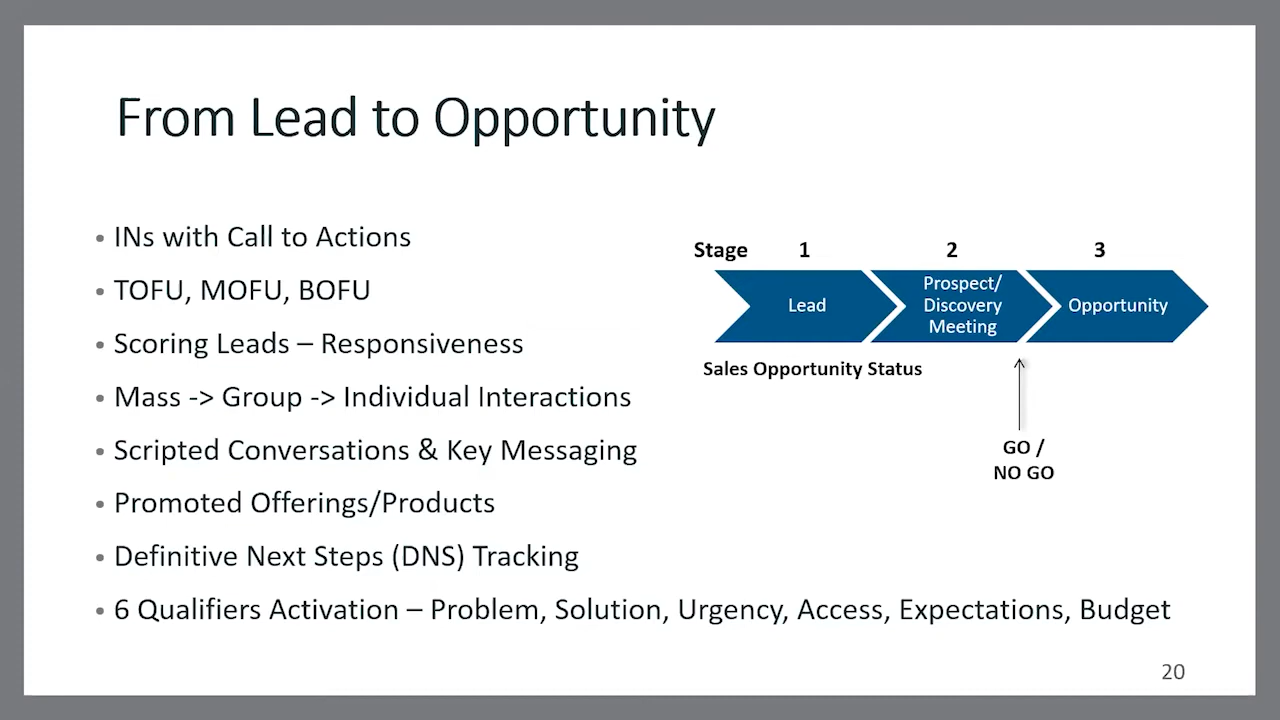 From Lead to Opportunity
• INs with Call to Actions
• TOFU, MOFU, BOFU
• Scoring Leads – Responsiveness
• Mass -> Group -> Individual Interactions
• Scripted Conversations & Key Messaging
• Promoted Offerings/Products
• Definitive Next Steps (DNS) Tracking
• 6 Qualifiers Activation – Problem, Solution, Urgency, Access, Expectations, Budget
Stage 1 2 3
Lead
Prospect/
Discovery
Meeting
Opportunity
Sales Opportunity Status
GO /
NO GO
20